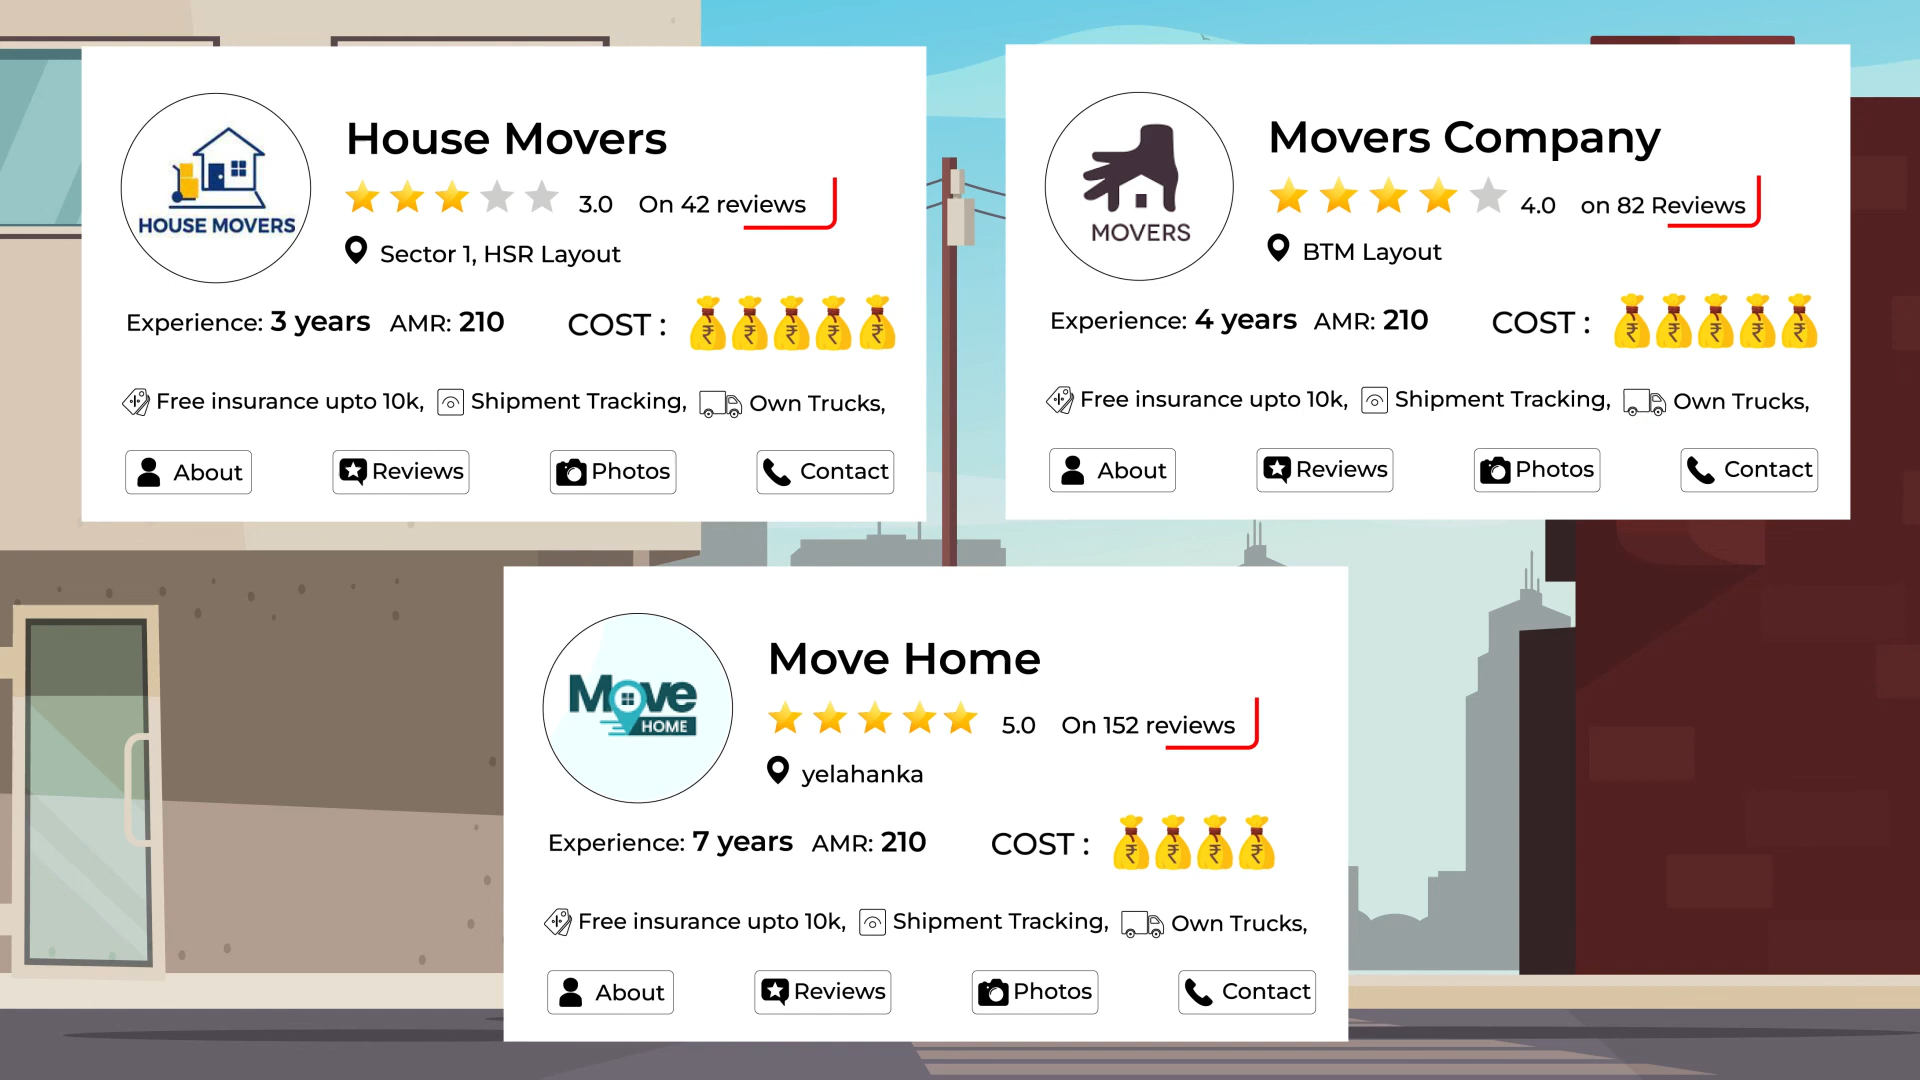 House Movers
HOUSE MOVERS
3.0 On 42 reviews
Sector 1, HSR Layout
Experience: 3 years AMR: 210 COST :
₹ ₹ ₹ ₹ ₹
Free insurance upto 10k, Shipment Tracking, Own Trucks,
About Reviews Photos Contact
Movers Company
MOVERS
4.0 on 82 Reviews
BTM Layout
Experience: 4 years AMR: 210 COST :
₹ ₹ ₹ ₹ ₹
Free insurance upto 10k, Shipment Tracking, Own Trucks,
About Reviews Photos Contact
Move Home
Move
HOME
5.0 On 152 reviews
yelahanka
Experience: 7 years AMR: 210 COST :
₹ ₹ ₹ ₹
Free insurance upto 10k, Shipment Tracking, Own Trucks,
About Reviews Photos Contact